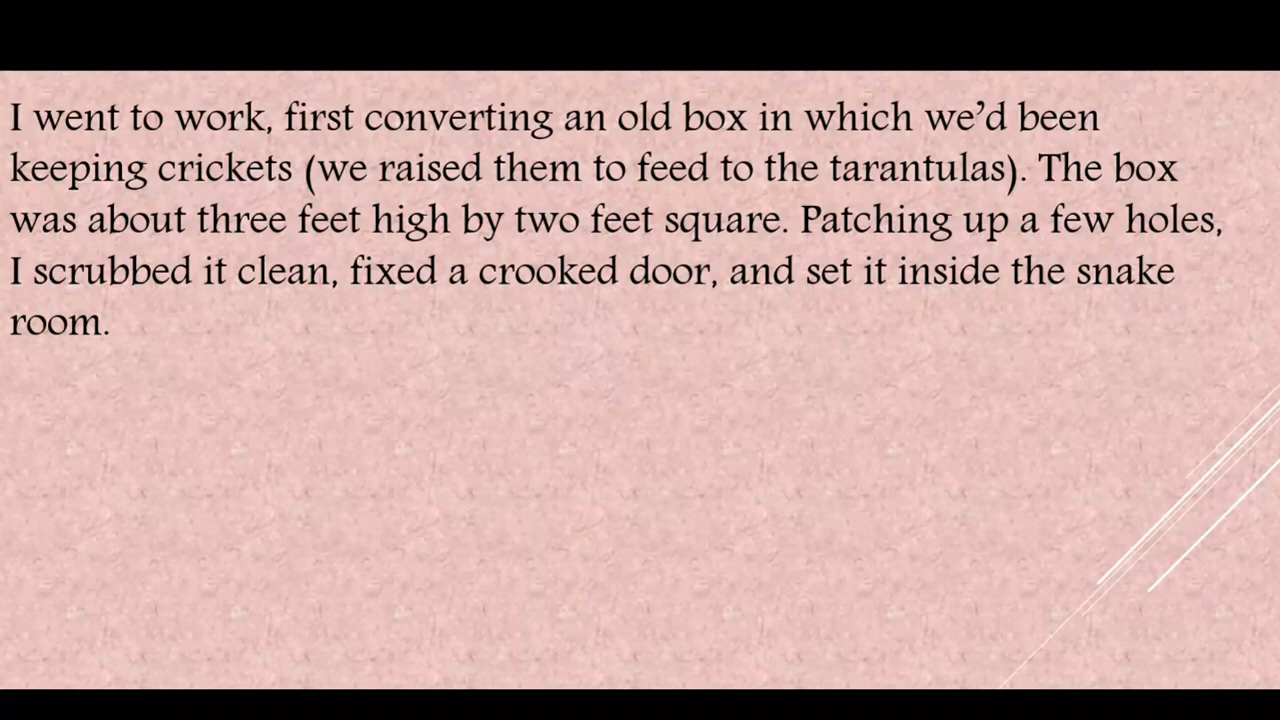 I went to work, first converting an old box in which we’d been
keeping crickets (we raised them to feed to the tarantulas). The box
was about three feet high by two feet square. Patching up a few holes,
I scrubbed it clean, fixed a crooked door, and set it inside the snake
room.